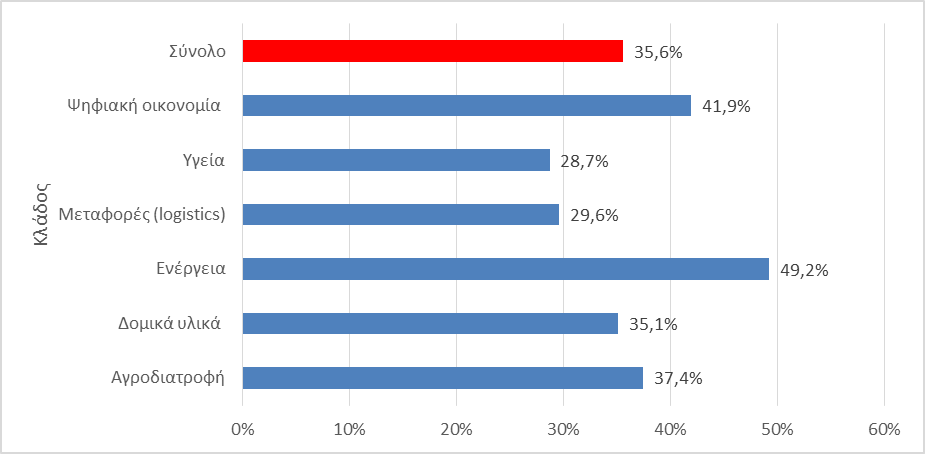 Σύνολο 35,6%
Ψηφιακή οικονομία 41,9%
Υγεία 28,7%
Μεταφορές (logistics) 29,6%
Ενέργεια 49,2%
Δομικά υλικά 35,1%
Αγροδιατροφή 37,4%
Κλάδος
0% 10% 20% 30% 40% 50% 60%